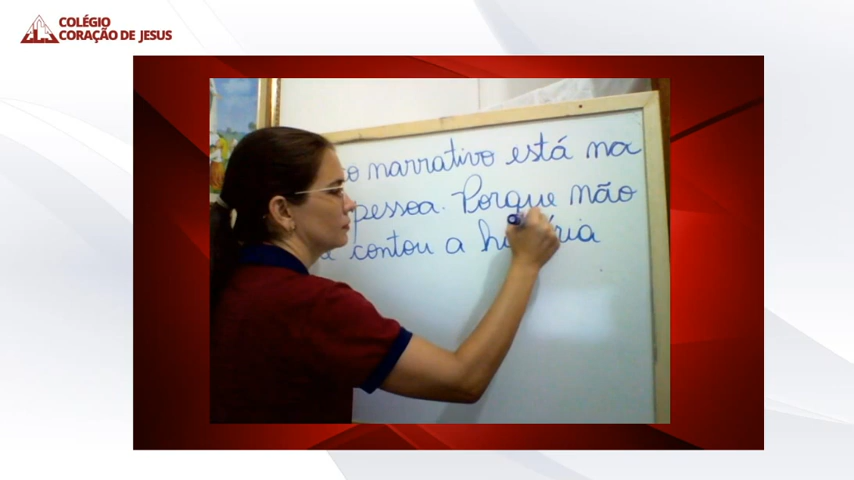 COLÉGIO
CORAÇÃO DE JESUS
narrativo está na
pessoa. Porque não
contou a